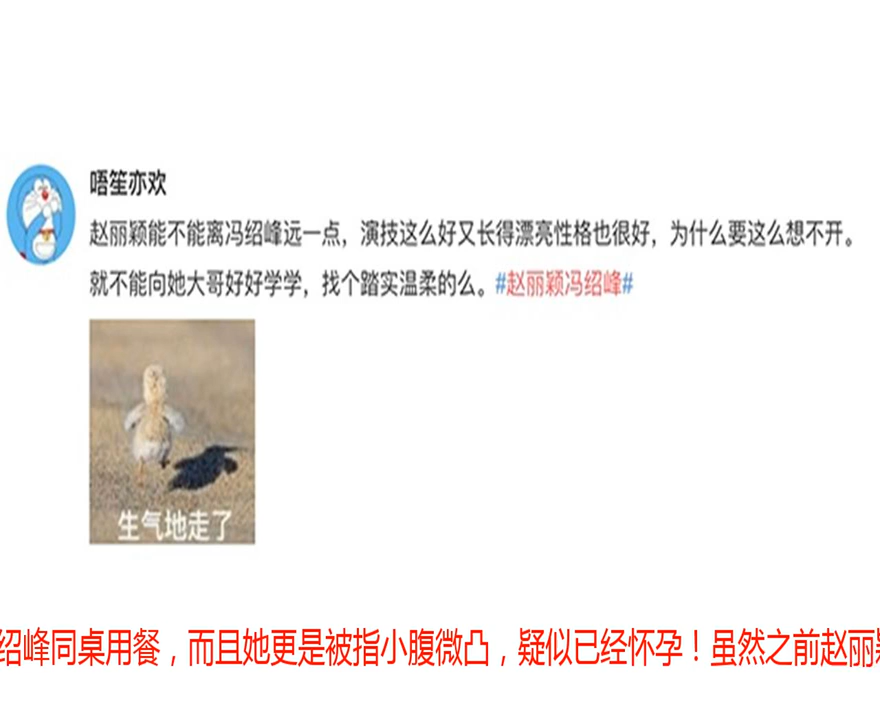 唔笙亦欢
赵丽颖能不能离冯绍峰远一点，演技这么好又长得漂亮性格也很好，为什么要这么想不开。
就不能向她大哥好好学学，找个踏实温柔的么。#赵丽颖冯绍峰#
生气地走了
绍峰同桌用餐，而且她更是被指小腹微凸，疑似已经怀孕！虽然之前赵丽颖